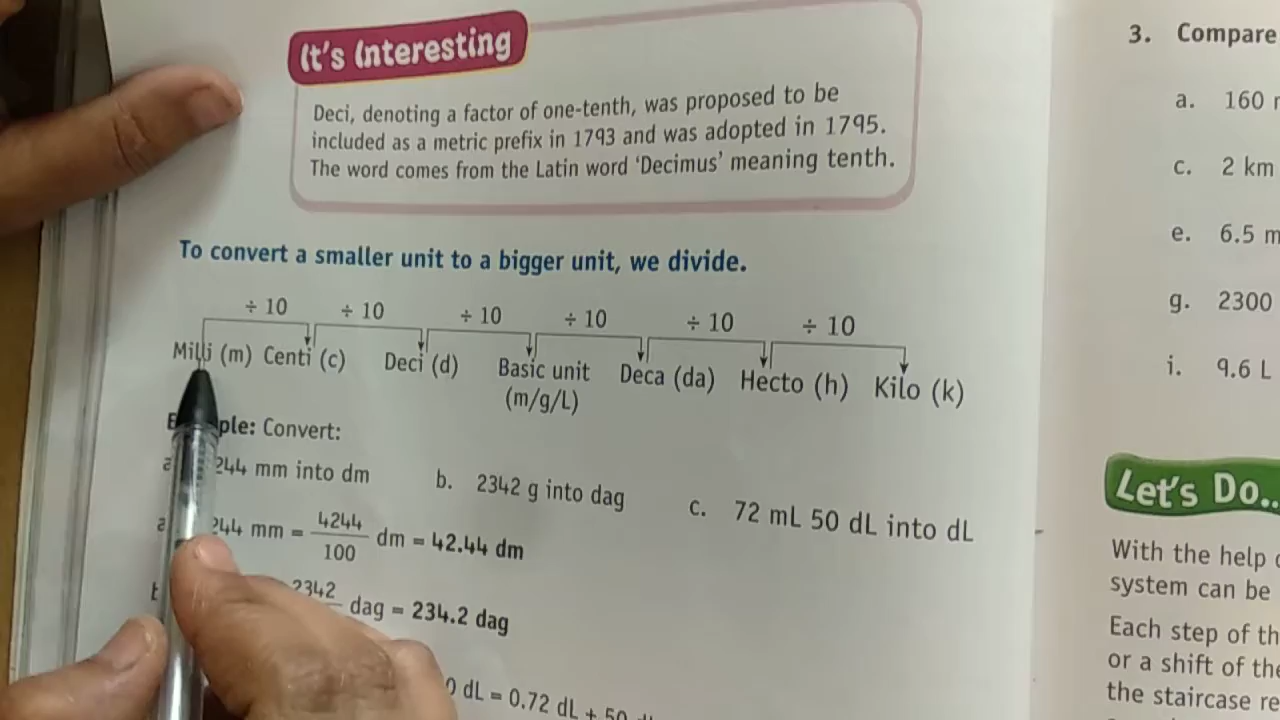 It's Interesting
Deci, denoting a factor of one-tenth, was proposed to be
included as a metric prefix in 1793 and was adopted in 1795.
The word comes from the Latin word 'Decimus' meaning tenth.
To convert a smaller unit to a bigger unit, we divide.
÷ 10 ÷ 10 ÷ 10 ÷ 10 ÷ 10 ÷ 10
Milli (m) Centi (c) Deci (d) Basic unit Deca (da) Hecto (h) Kilo (k)
(m/g/L)
Convert:
244 mm into dm b. 2342 g into dag c. 72 mL 50 dL into dL
244 mm = 4244/100 dm = 42.44 dm
2342 dag = 234.2 dag
dL = 0.72 dL + 50
3. Compare
a. 160
c. 2 km
e. 6.5
g. 2300
i. 9.6 L
Let's Do..
With the help
system can be
Each step of
or a shift of
the staircase